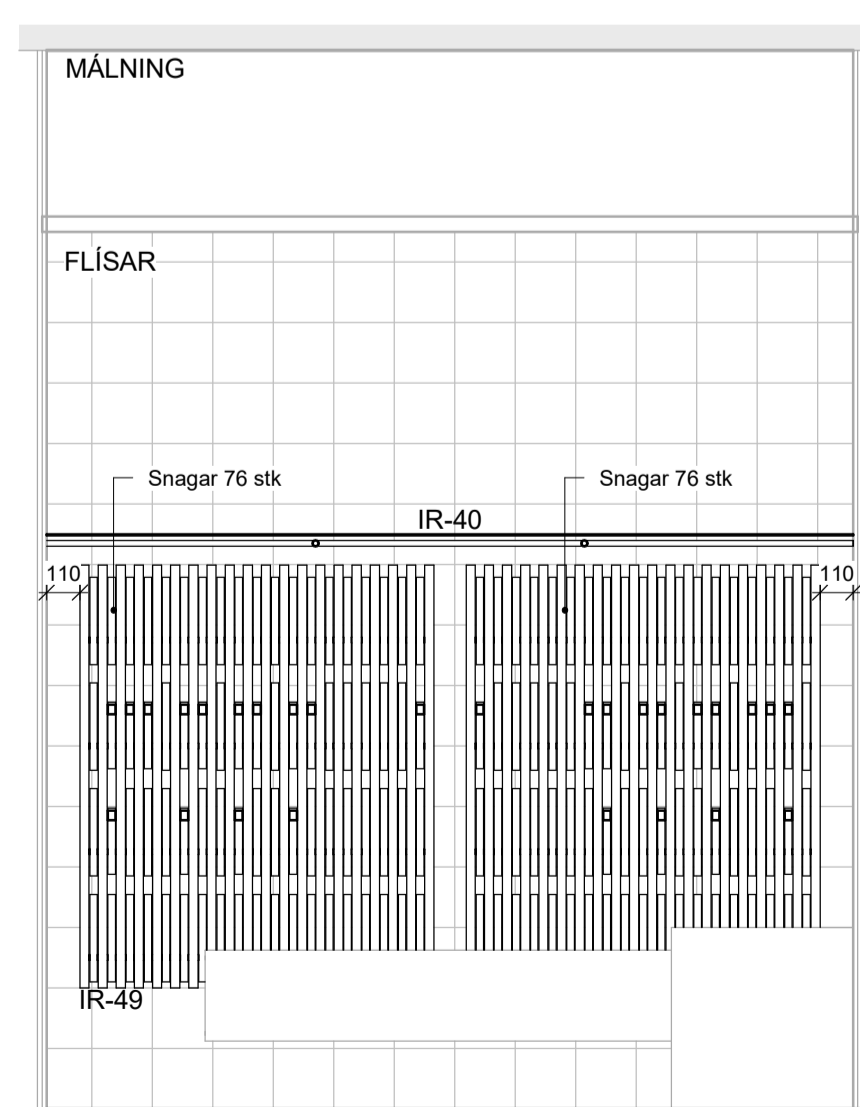 MÁLNING
FLÍSAR
Snagar 76 stk
Snagar 76 stk
IR-40
110
110
IR-49